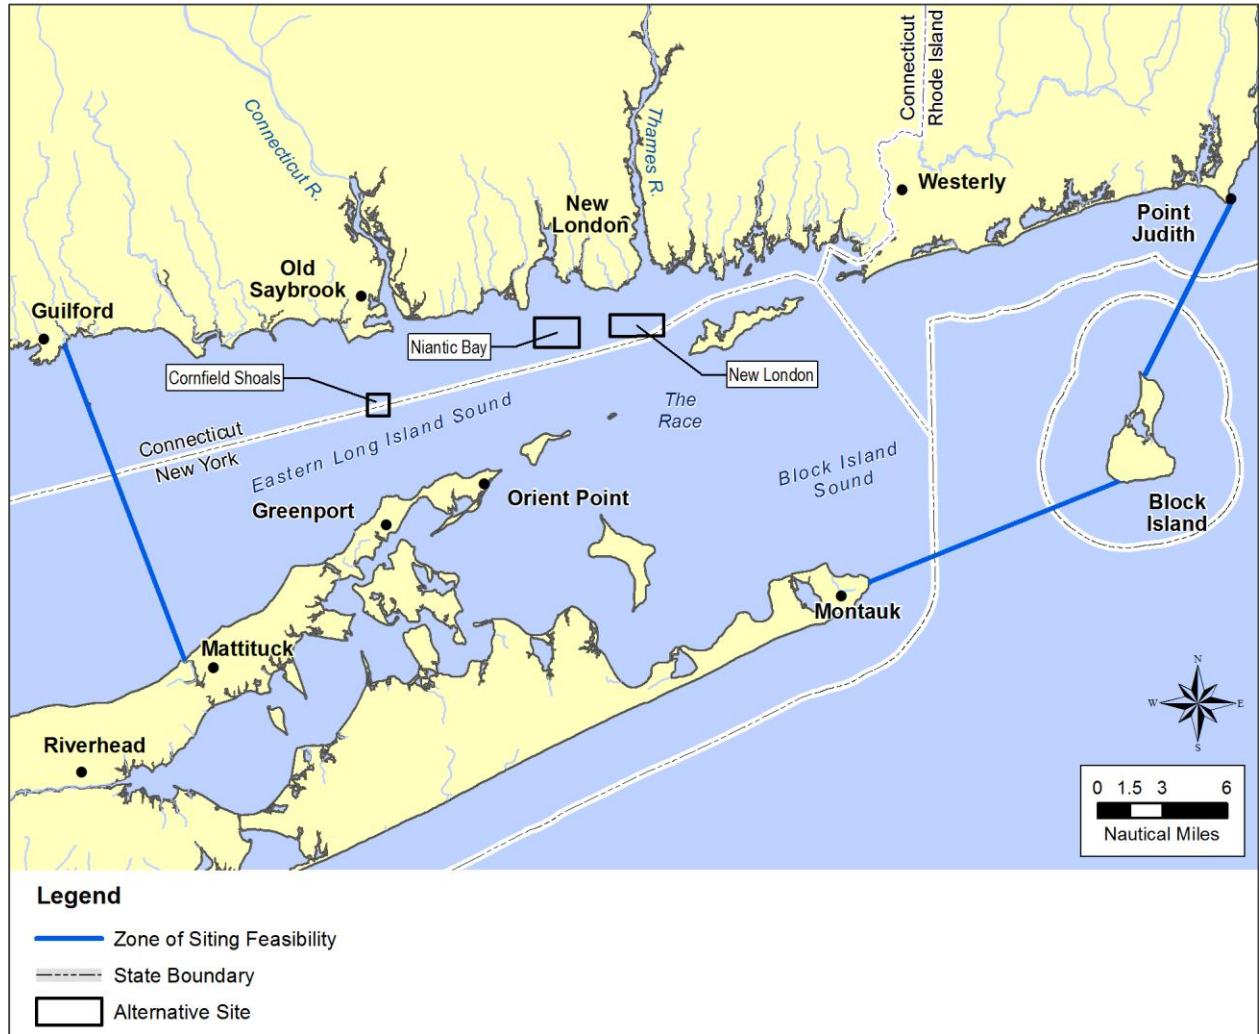 Connecticut
Rhode Island
Connecticut R.
Thames R.
Westerly
New
London
Point
Judith
Old
Saybrook
Guilford
Niantic Bay
Cornfield Shoals
New London
Connecticut
New York
Eastern Long Island Sound
The
Race
Block Island
Sound
Orient Point
Greenport
Block
Island
Montauk
Mattituck
Riverhead
N
W
E
S
0 1.5 3 6
Nautical Miles
Legend
Zone of Siting Feasibility
State Boundary
Alternative Site